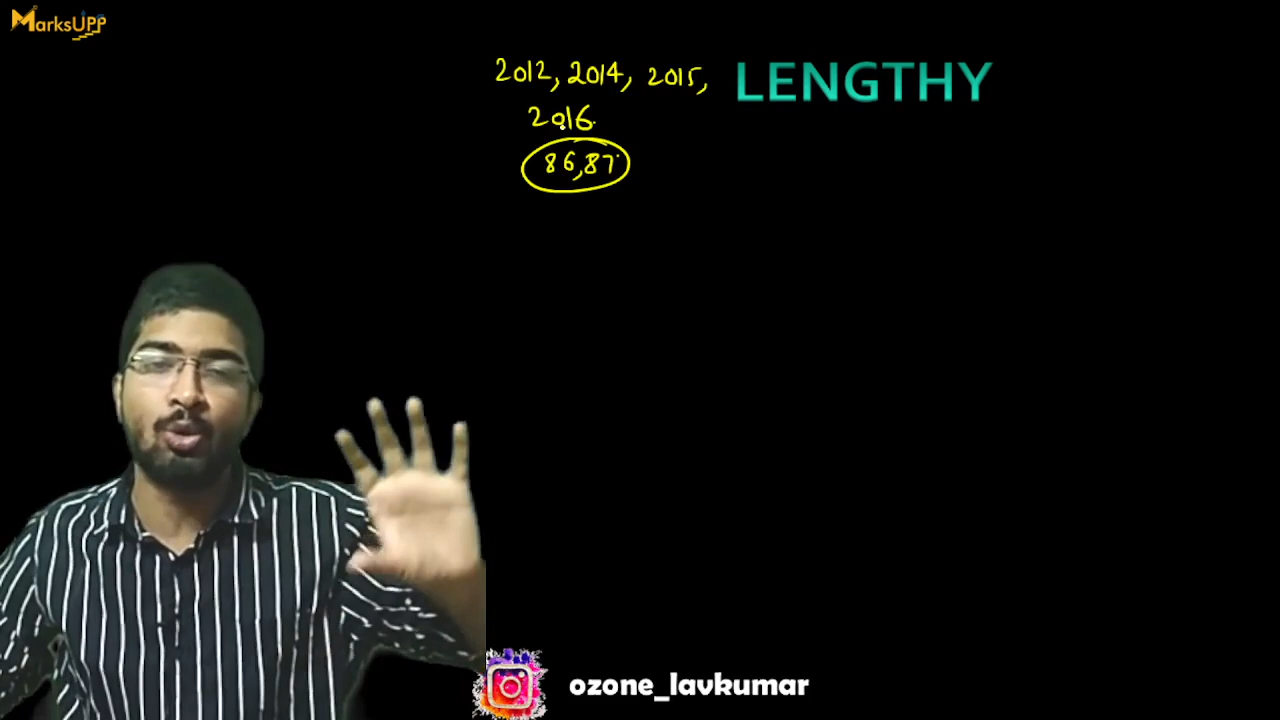 MarksUPP
2012, 2014, 2015, LENGTHY
2016
86,87
ozone_lavkumar